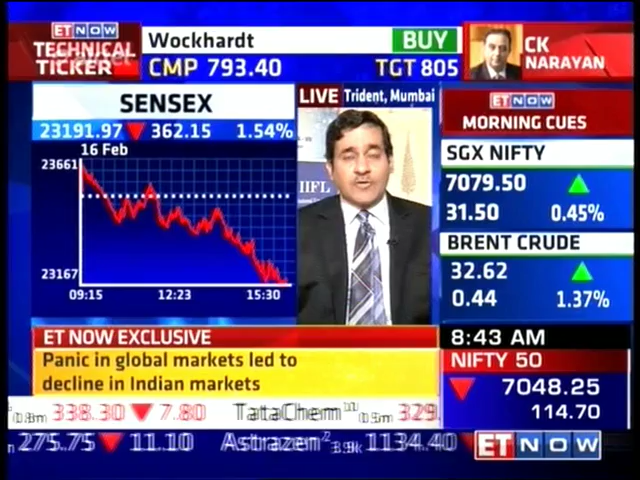 ET NOW
TECHNICAL
TICKER
Wockhardt
BUY
CMP 793.40
TGT 805
CK
NARAYAN
SENSEX
23191.97 362.15 1.54%
16 Feb
23661
23167
09:15 12:23 15:30
LIVE Trident, Mumbai
IIFL
ET NOW
MORNING CUES
SGX NIFTY
7079.50
31.50 0.45%
BRENT CRUDE
32.62
0.44 1.37%
ET NOW EXCLUSIVE
Panic in global markets led to
decline in Indian markets
8:43 AM
NIFTY 50
7048.25
114.70
338.30 7.80 TataChem 329.
275.75 11.10 Astrazen 1134.40
ET NOW